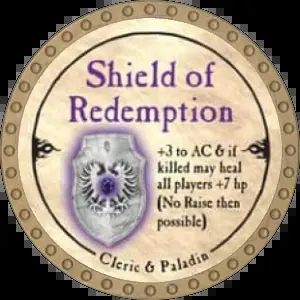 Shield of
Redemption
+3 to AC & if
killed may heal
all players +7 hp
(No Raise then
possible)
Cleric & Paladin